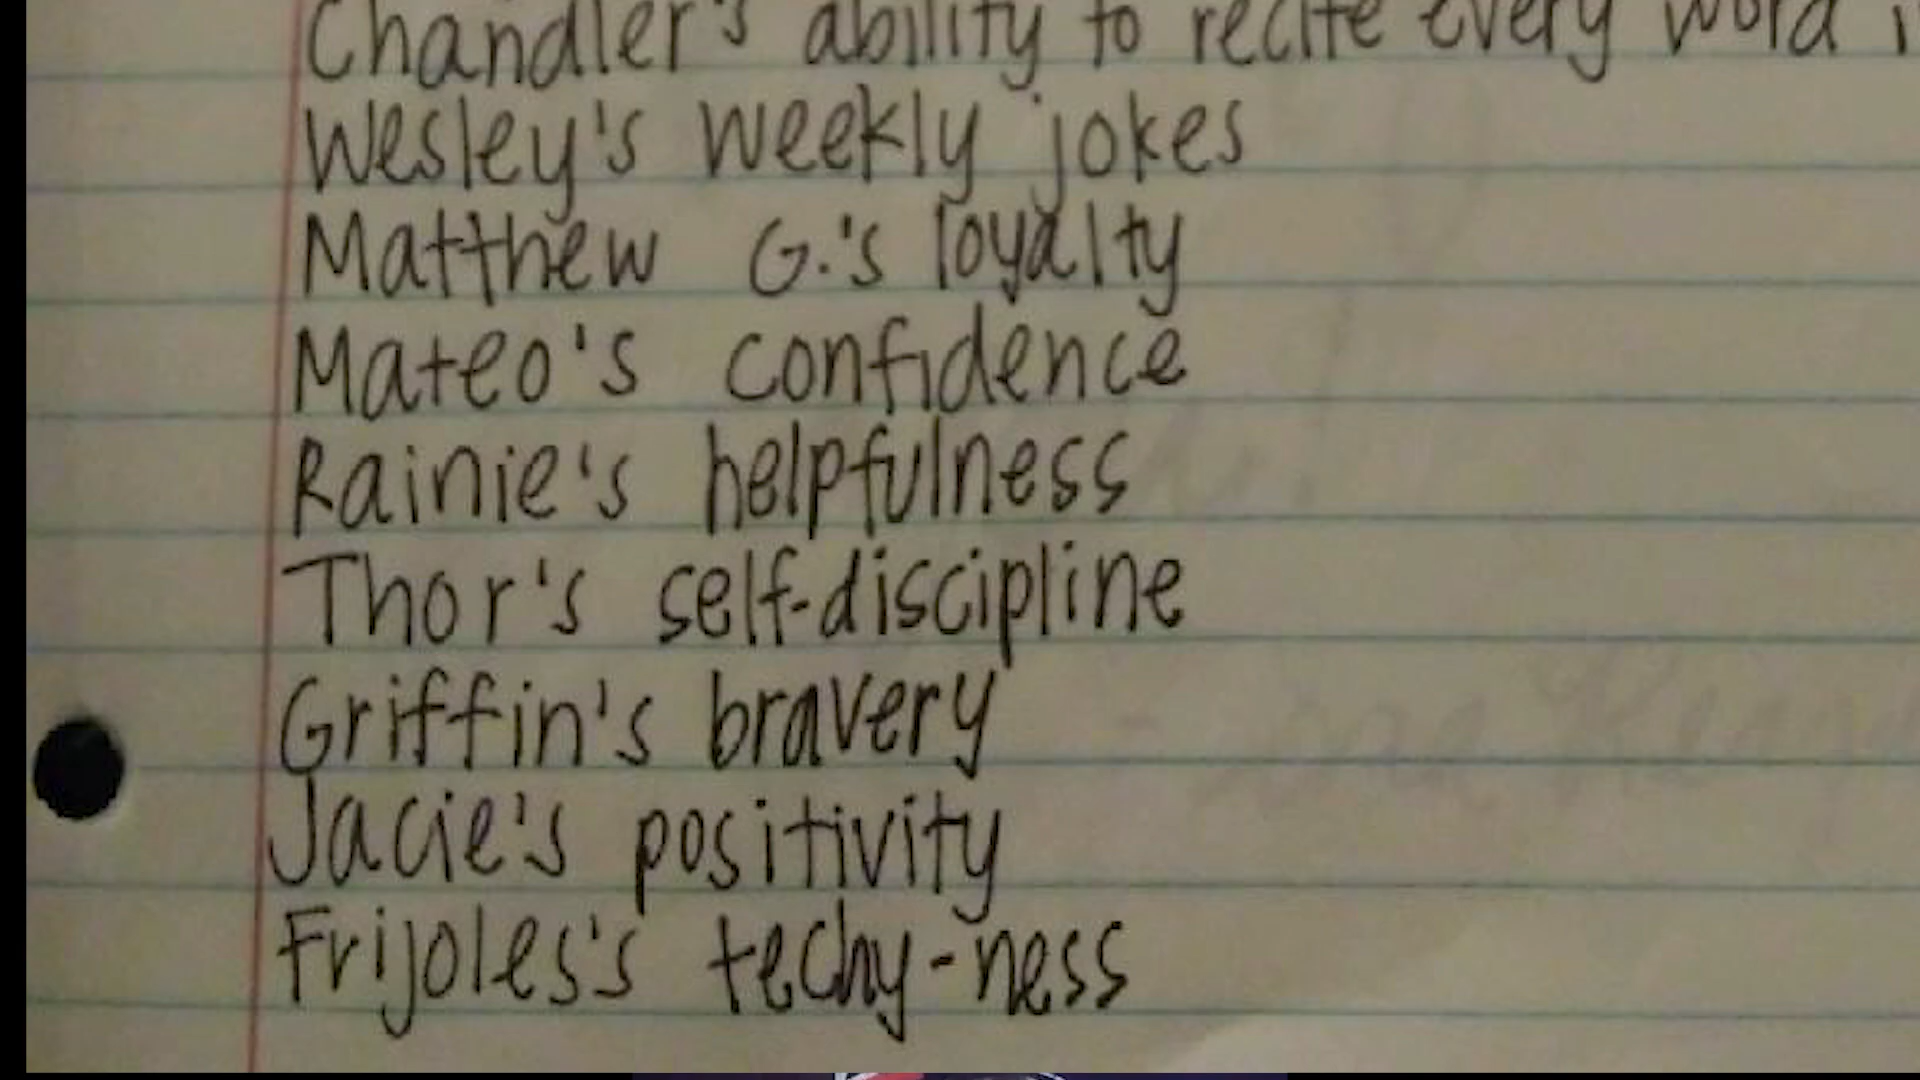 Chandler's ability to recite every word i
Wesley's weekly jokes
Matthew G.'s loyalty
Mateo's confidence
Rainie's helpfulness
Thor's self-discipline
Griffin's bravery
Jacie's positivity
Frijoles's techy-ness